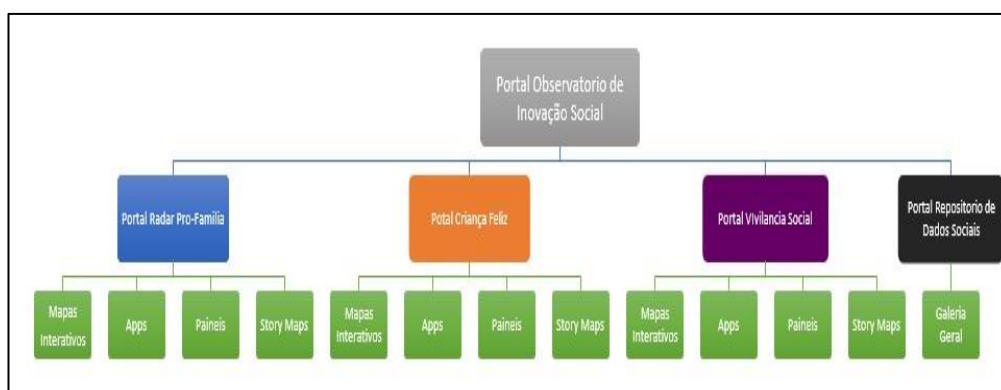 Portal Observatorio de
Inovação Social
Portal Radar Pro-Familia
Potal Criança Feliz
Portal VIvilancia Social
Portal Repositorio de
Dados Sociais
Mapas
Interativos
Apps
Paineis
Story Maps
Mapas
Interativos
Apps
Paineis
Story Maps
Mapas
Interativos
Apps
Paineis
Story Maps
Galeria
Geral